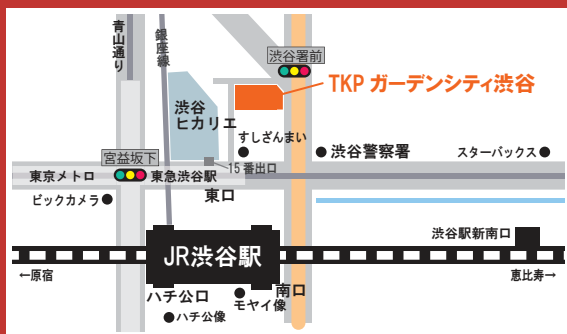 青山通り
銀座線
渋谷署前
TKP ガーデンシティ渋谷
渋谷
ヒカリエ
すしざんまい
渋谷警察署
スターバックス
宮益坂下
15 番出口
東京メトロ
東急渋谷駅
東口
ビックカメラ
渋谷駅新南口
JR渋谷駅
←原宿
恵比寿→
ハチ公口
南口
モヤイ像
ハチ公像